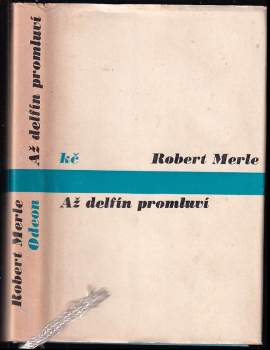 Robert Merle Až delfín promluví
Odeon
kč Robert Merle
Až delfín promluví